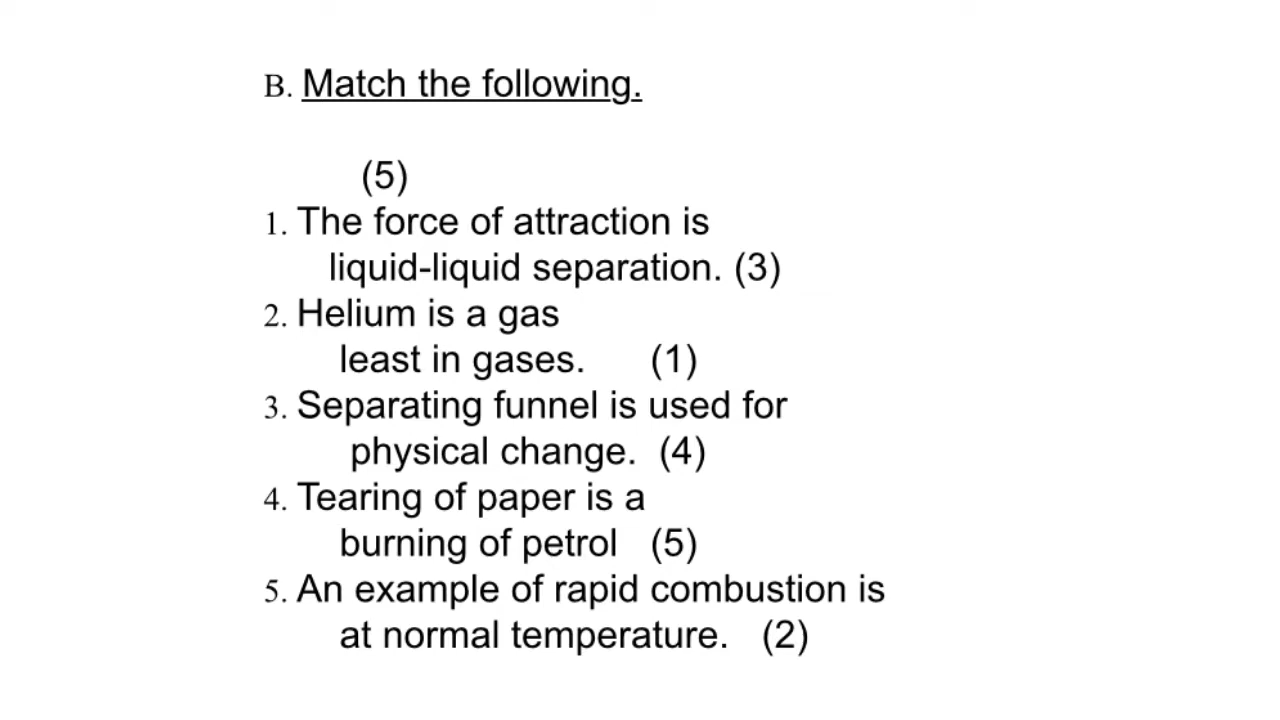 B. Match the following.
(5)
1. The force of attraction is
liquid-liquid separation. (3)
2. Helium is a gas
least in gases. (1)
3. Separating funnel is used for
physical change. (4)
4. Tearing of paper is a
burning of petrol (5)
5. An example of rapid combustion is
at normal temperature. (2)